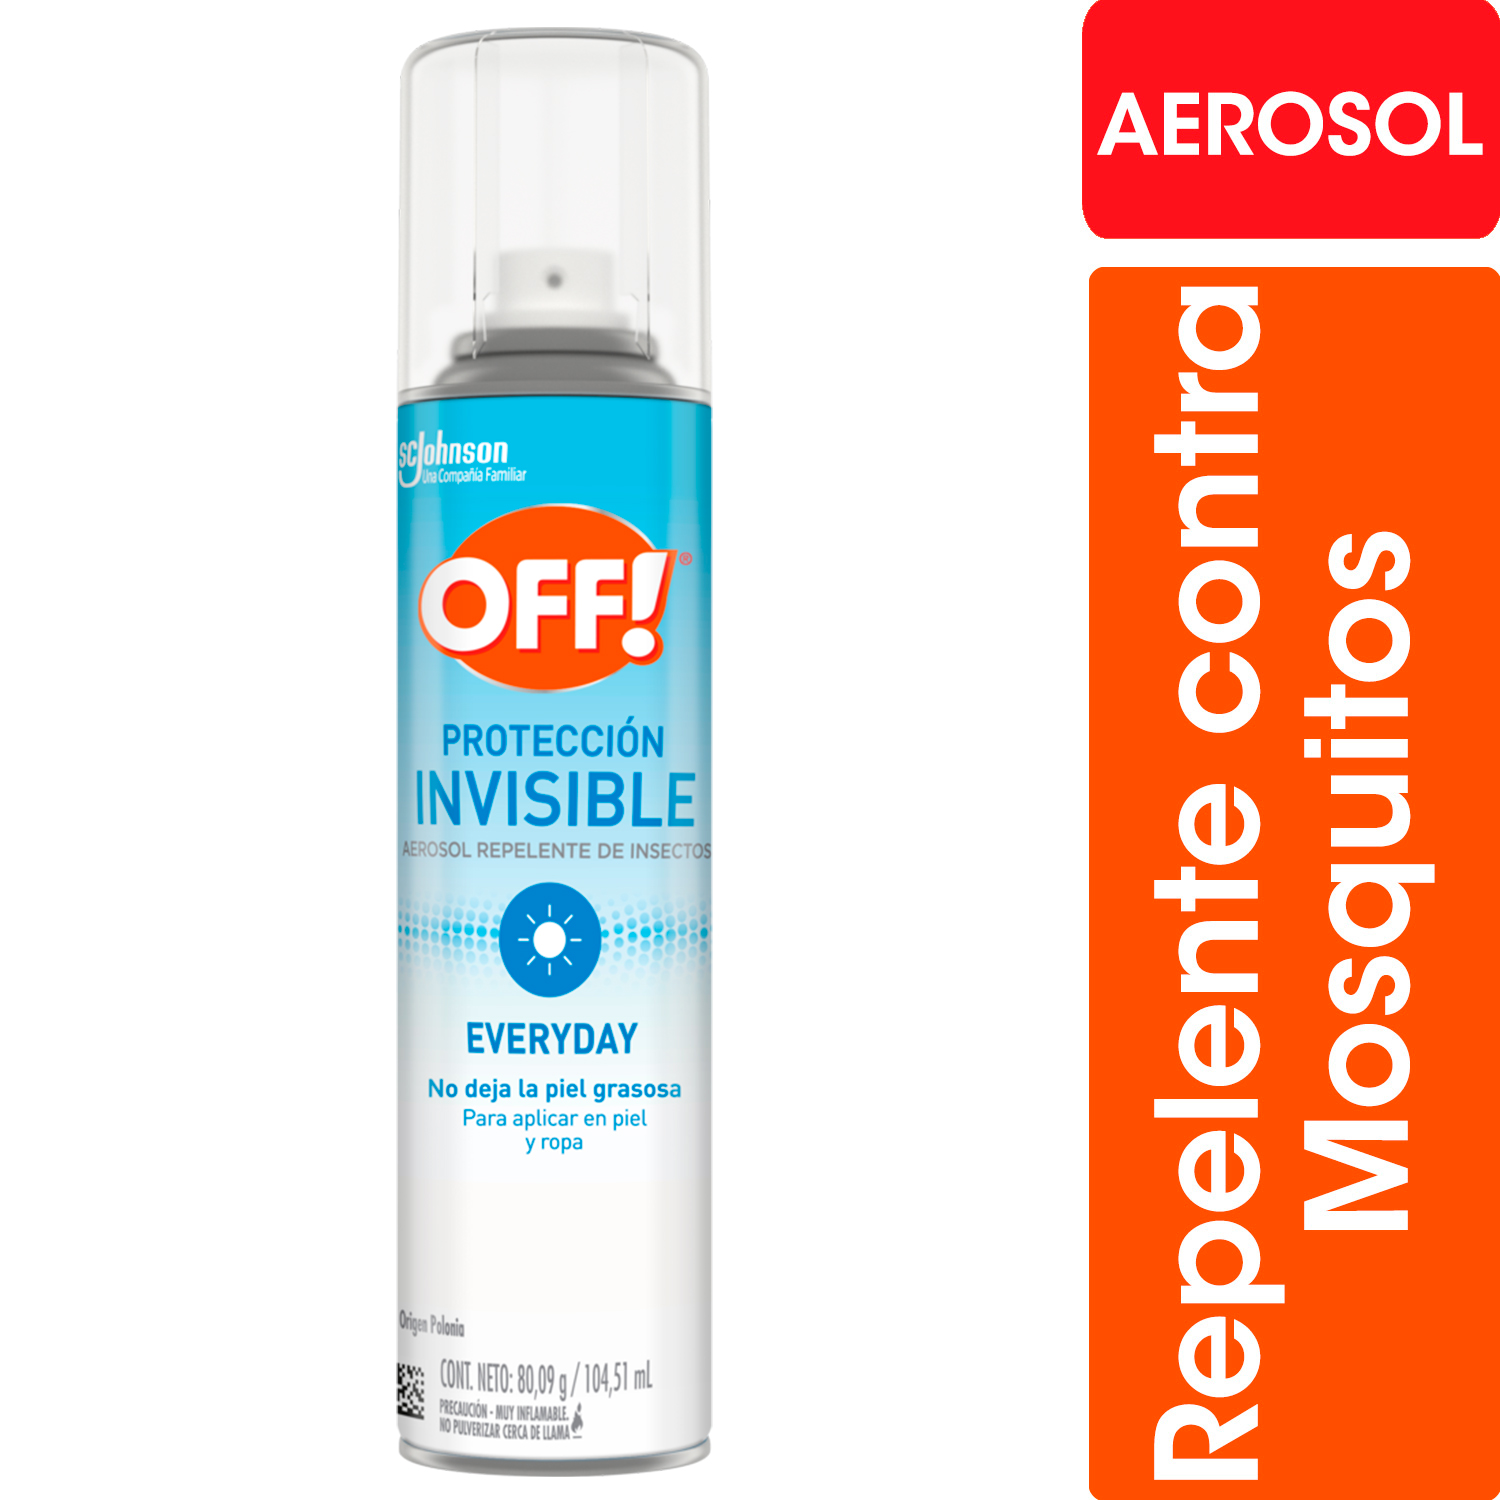 scJohnson
Una Compañía Familiar
OFF!®
PROTECCIÓN
INVISIBLE
AEROSOL REPELENTE DE INSECTOS
EVERYDAY
No deja la piel grasosa
Para aplicar en piel
y ropa
Origen Polonia
CONT. NETO: 80,09 g / 104,51 mL
PRECAUCIÓN - MUY INFLAMABLE.
NO PULVERIZAR CERCA DE LLAMA
AEROSOL
Repelente contra
Mosquitos